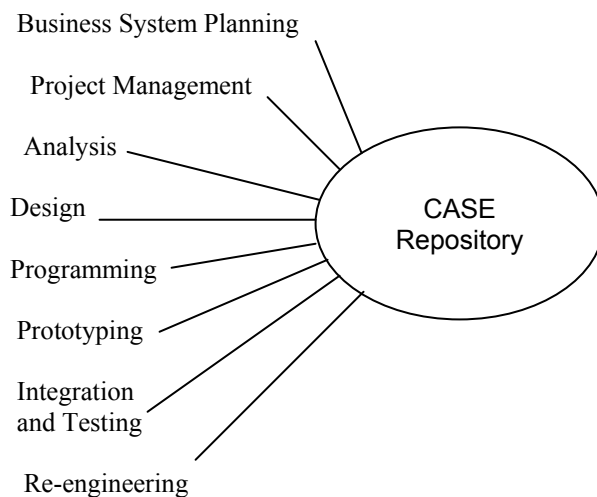 Business System Planning
Project Management
Analysis
Design
Programming
Prototyping
Integration
and Testing
Re-engineering
CASE
Repository